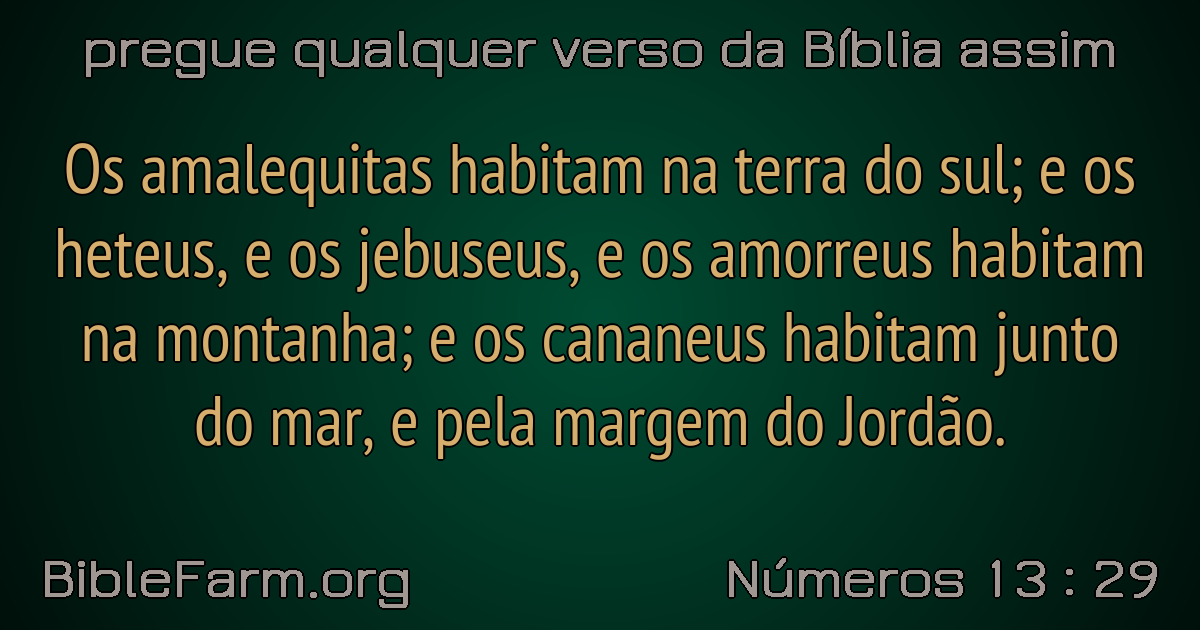 pregue qualquer verso da Bíblia assim
Os amalequitas habitam na terra do sul; e os
heteus, e os jebuseus, e os amorreus habitam
na montanha; e os cananeus habitam junto
do mar, e pela margem do Jordão.
BibleFarm.org
Números 13 : 29